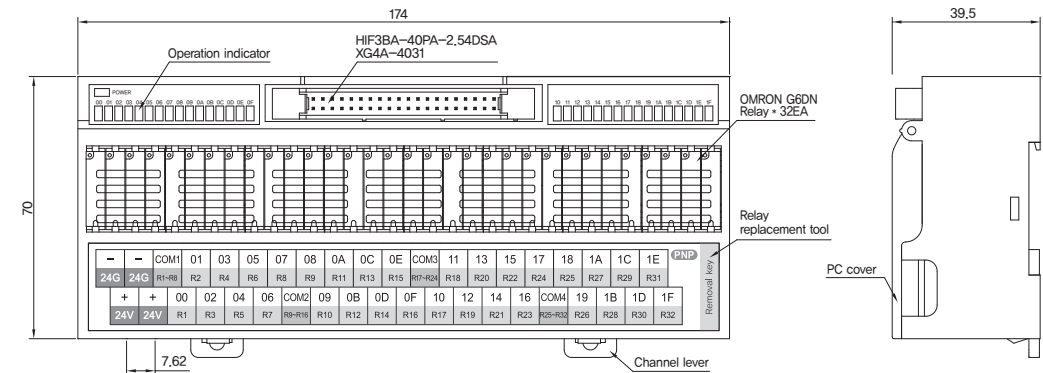 174
39.5
Operation indicator
HIF3BA-40PA-2.54DSA
XG4A-4031
POWER
00 01 02 03 04 05 06 07 08 09 0A 0B 0C 0D 0E 0F
10 11 12 13 14 15 16 17 18 19 1A 1B 1C 1D 1E 1F
OMRON G6DN
Relay * 32EA
70
Relay
replacement tool
PC cover
− − COM1 01 03 05 07 08 0A 0C 0E COM3 11 13 15 17 18 1A 1C 1E PNP
24G 24G R1~R8 R2 R4 R6 R8 R9 R11 R13 R15 R17~R24 R18 R20 R22 R24 R25 R27 R29 R31
+ + 00 02 04 06 COM2 09 0B 0D 0F 10 12 14 16 COM4 19 1B 1D 1F
24V 24V R1 R3 R5 R7 R9~R16 R10 R12 R14 R16 R17 R19 R21 R23 R25~R32 R26 R28 R30 R32
Removal key
7.62
Channel lever